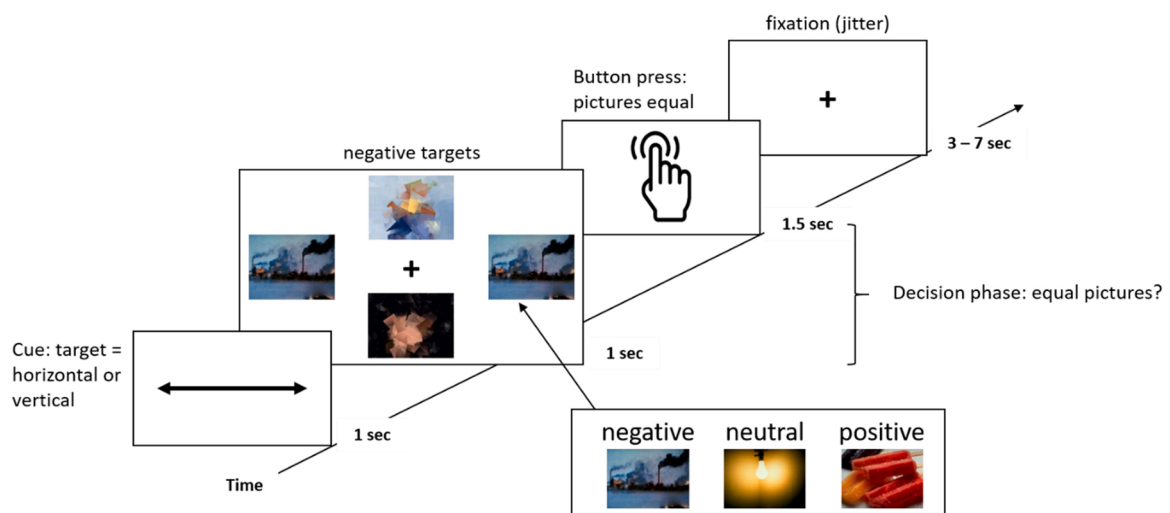 fixation (jitter)
Button press:
pictures equal
+
3 – 7 sec
negative targets
1.5 sec
+
Decision phase: equal pictures?
Cue: target =
horizontal or
vertical
1 sec
1 sec
Time
negative neutral positive